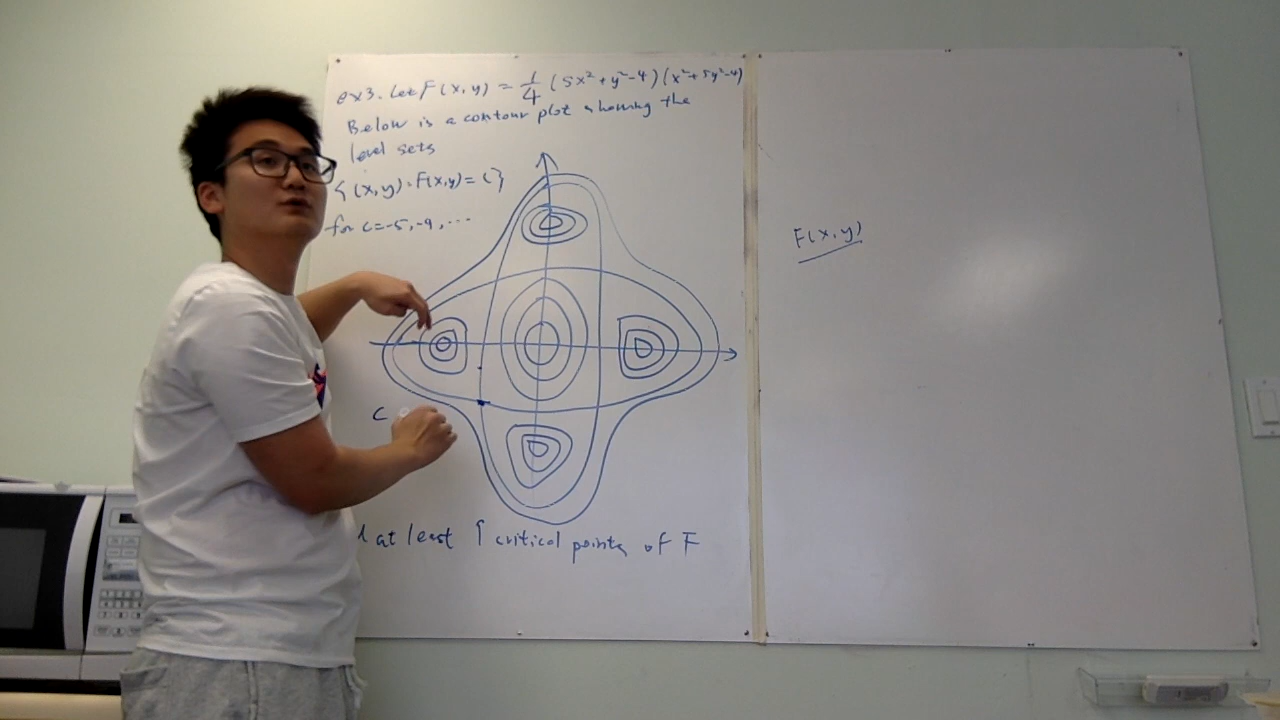 ex3. Let F(x,y) = 1/4 (5x²+y²-4)(x²+5y²-4)
Below is a contour plot showing the
level sets
{(x,y): F(x,y) = c}
for c=-5,-4, ...
c
at least 5 critical points of F
F(x,y)